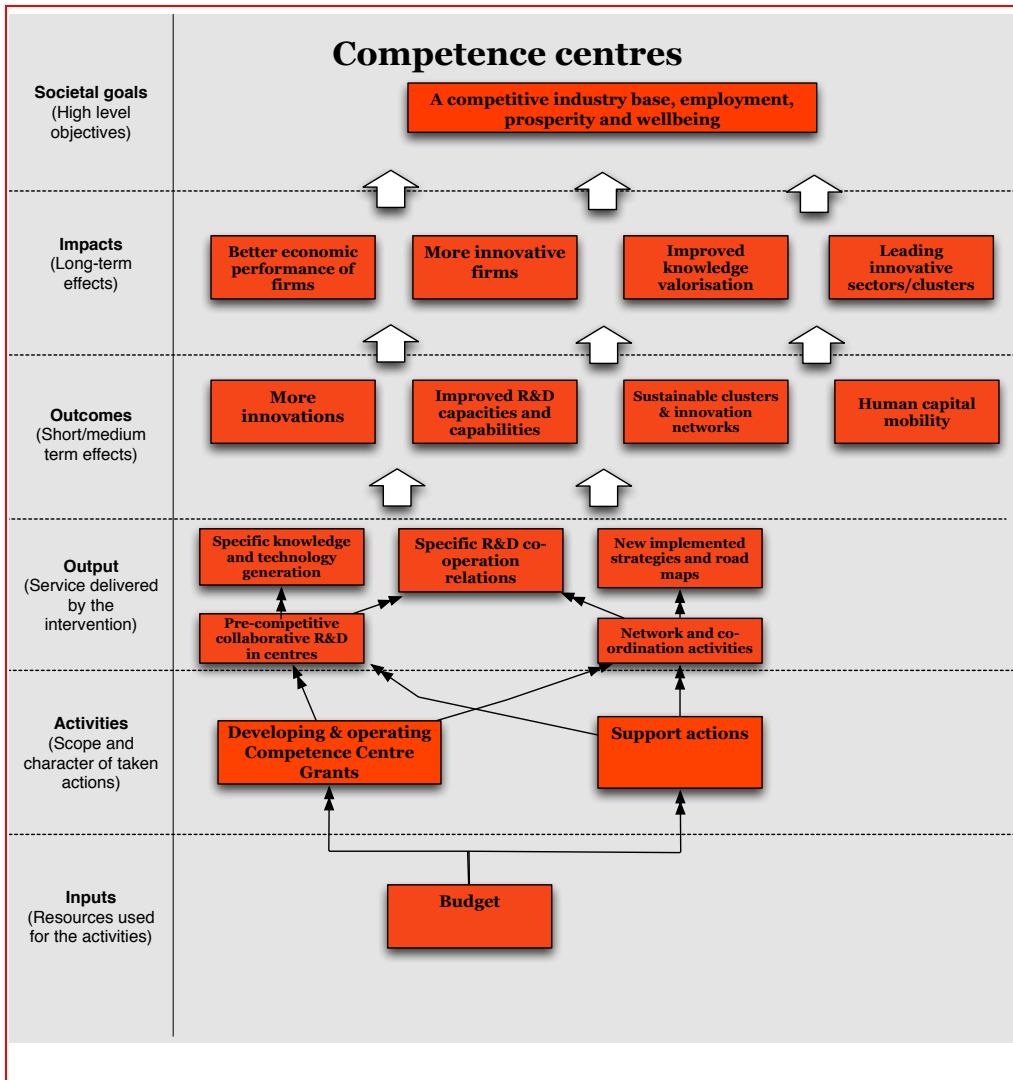 Competence centres
Societal goals
(High level
objectives)
A competitive industry base, employment,
prosperity and wellbeing
Impacts
(Long-term
effects)
Better economic
performance of
firms
More innovative
firms
Improved
knowledge
valorisation
Leading
innovative
sectors/clusters
Outcomes
(Short/medium
term effects)
More
innovations
Improved R&D
capacities and
capabilities
Sustainable clusters
& innovation
networks
Human capital
mobility
Output
(Service delivered
by the
intervention)
Specific knowledge
and technology
generation
Specific R&D co-
operation
relations
New implemented
strategies and road
maps
Pre-competitive
collaborative R&D
in centres
Network and co-
ordination activities
Activities
(Scope and
character of taken
actions)
Developing & operating
Competence Centre
Grants
Support actions
Inputs
(Resources used
for the activities)
Budget